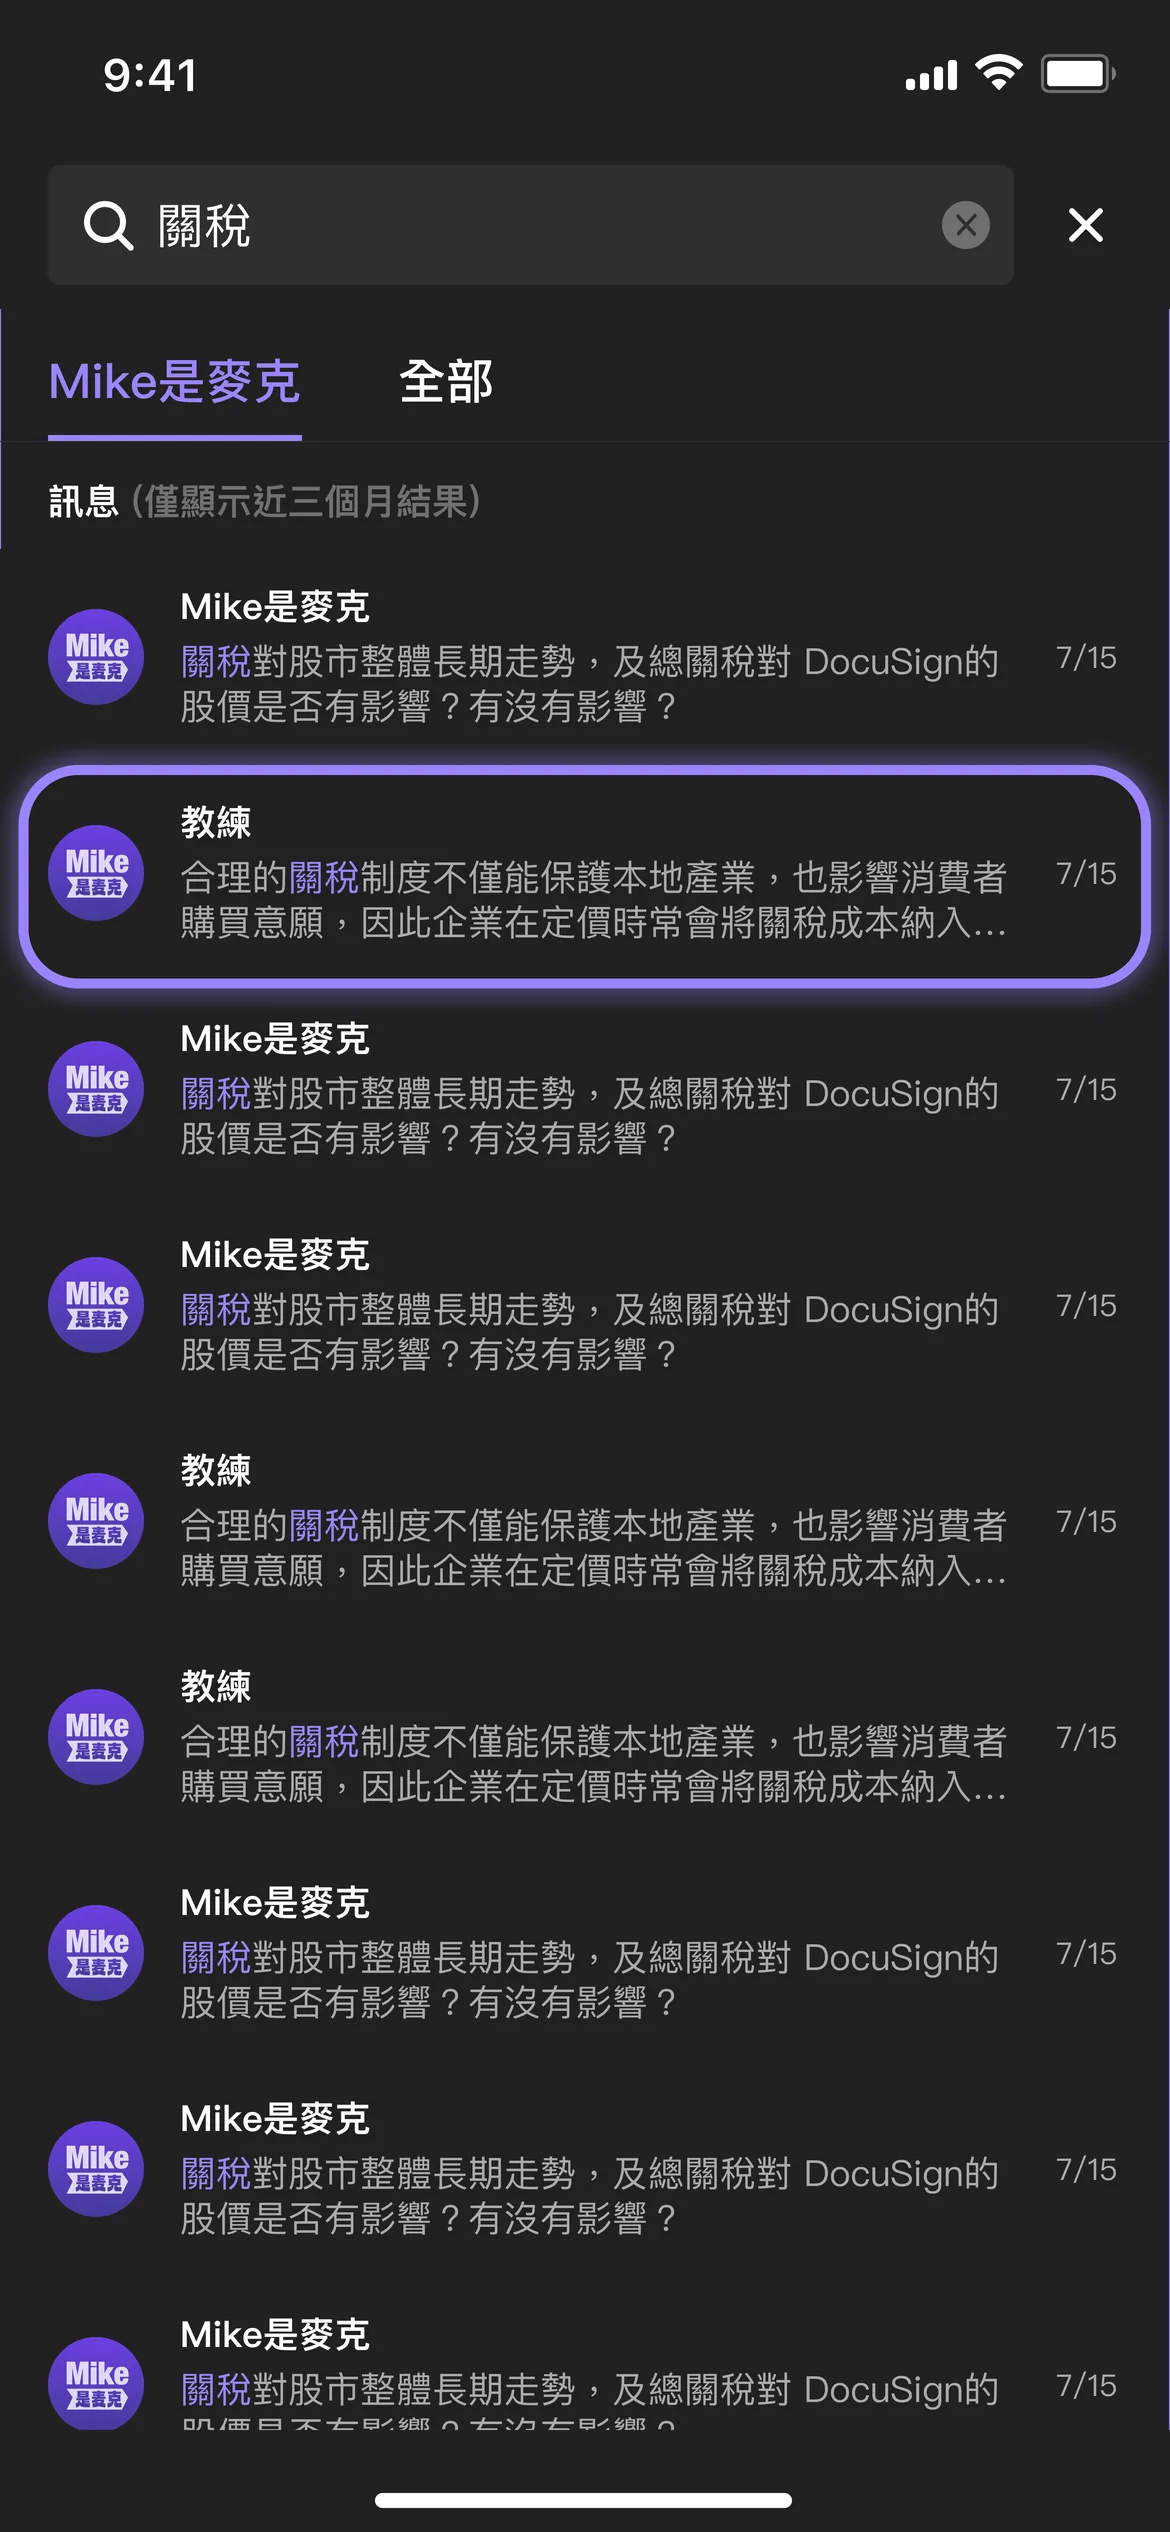 9:41
關稅
Mike是麥克
全部
訊息 (僅顯示近三個月結果)
Mike是麥克
Mike
是麥克
關稅對股市整體長期走勢，及總關稅對 DocuSign的
股價是否有影響？有沒有影響？
7/15
教練
Mike
是麥克
合理的關稅制度不僅能保護本地產業，也影響消費者
購買意願，因此企業在定價時常會將關稅成本納入...
7/15
Mike是麥克
Mike
是麥克
關稅對股市整體長期走勢，及總關稅對 DocuSign的
股價是否有影響？有沒有影響？
7/15
Mike是麥克
Mike
是麥克
關稅對股市整體長期走勢，及總關稅對 DocuSign的
股價是否有影響？有沒有影響？
7/15
教練
Mike
是麥克
合理的關稅制度不僅能保護本地產業，也影響消費者
購買意願，因此企業在定價時常會將關稅成本納入...
7/15
教練
Mike
是麥克
合理的關稅制度不僅能保護本地產業，也影響消費者
購買意願，因此企業在定價時常會將關稅成本納入...
7/15
Mike是麥克
Mike
是麥克
關稅對股市整體長期走勢，及總關稅對 DocuSign的
股價是否有影響？有沒有影響？
7/15
Mike是麥克
Mike
是麥克
關稅對股市整體長期走勢，及總關稅對 DocuSign的
股價是否有影響？有沒有影響？
7/15
Mike是麥克
Mike
是麥克
關稅對股市整體長期走勢，及總關稅對 DocuSign的
股價是否有影響？有沒有影響？
7/15